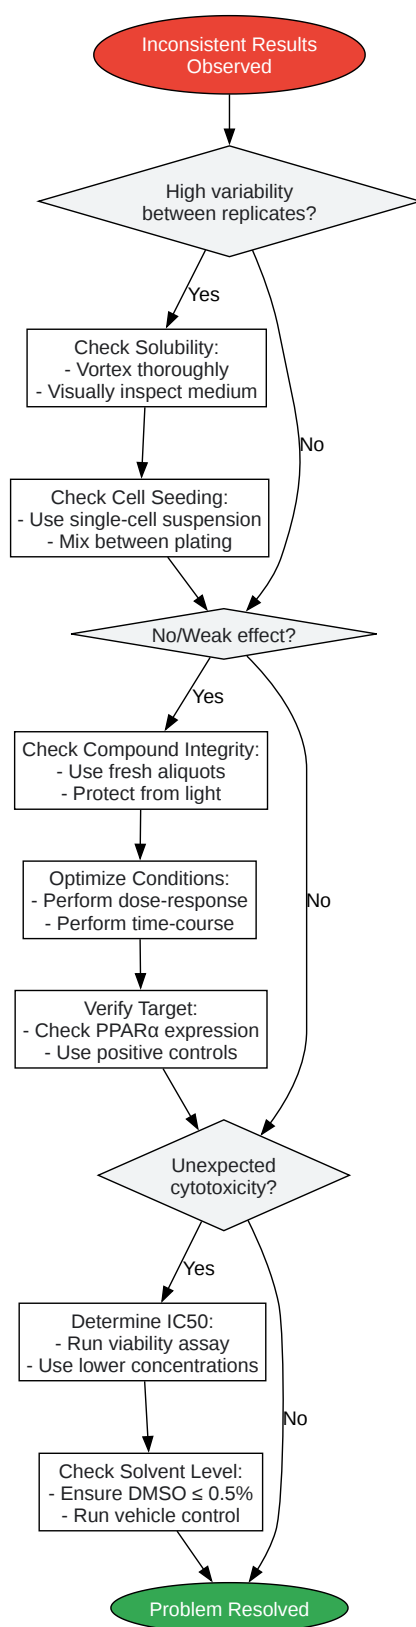 Inconsistent Results
Observed
High variability
between replicates?
Yes
Check Solubility:
- Vortex thoroughly
- Visually inspect medium
No
Check Cell Seeding:
- Use single-cell suspension
- Mix between plating
No/Weak effect?
Yes
Check Compound Integrity:
- Use fresh aliquots
- Protect from light
Optimize Conditions:
- Perform dose-response
- Perform time-course
No
Verify Target:
- Check PPARα expression
- Use positive controls
Unexpected
cytotoxicity?
Yes
Determine IC50:
- Run viability assay
- Use lower concentrations
No
Check Solvent Level:
- Ensure DMSO ≤ 0.5%
- Run vehicle control
Problem Resolved